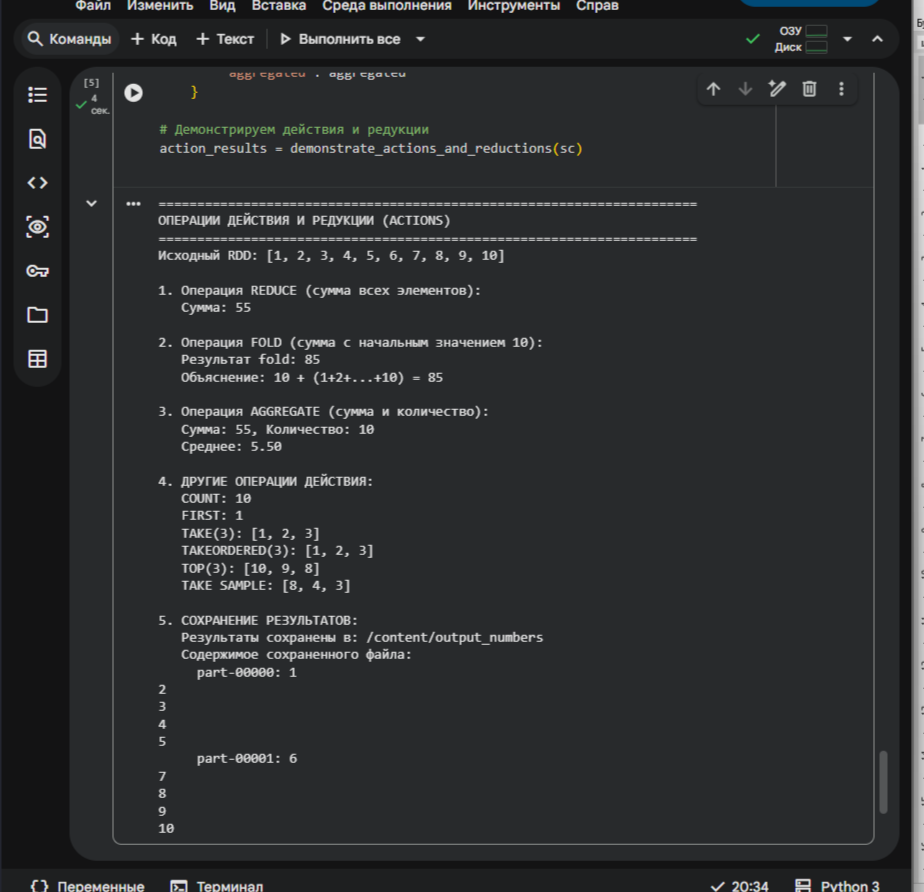 Файл Изменить Вид Вставка Среда выполнения Инструменты Справ
Команды + Код + Текст Выполнить все
ОЗУ
Диск
[5]
4
сек.
"aggregated": aggregated
}
# Демонстрируем действия и редукции
action_results = demonstrate_actions_and_reductions(sc)
======================================================================
ОПЕРАЦИИ ДЕЙСТВИЯ И РЕДУКЦИИ (ACTIONS)
======================================================================
Исходный RDD: [1, 2, 3, 4, 5, 6, 7, 8, 9, 10]
1. Операция REDUCE (сумма всех элементов):
Сумма: 55
2. Операция FOLD (сумма с начальным значением 10):
Результат fold: 85
Объяснение: 10 + (1+2+...+10) = 85
3. Операция AGGREGATE (сумма и количество):
Сумма: 55, Количество: 10
Среднее: 5.50
4. ДРУГИЕ ОПЕРАЦИИ ДЕЙСТВИЯ:
COUNT: 10
FIRST: 1
TAKE(3): [1, 2, 3]
TAKEORDERED(3): [1, 2, 3]
TOP(3): [10, 9, 8]
TAKE SAMPLE: [8, 4, 3]
5. СОХРАНЕНИЕ РЕЗУЛЬТАТОВ:
Результаты сохранены в: /content/output_numbers
Содержимое сохраненного файла:
part-00000: 1
2
3
4
5
part-00001: 6
7
8
9
10
{} Переменные Терминал 20:34 Python 3